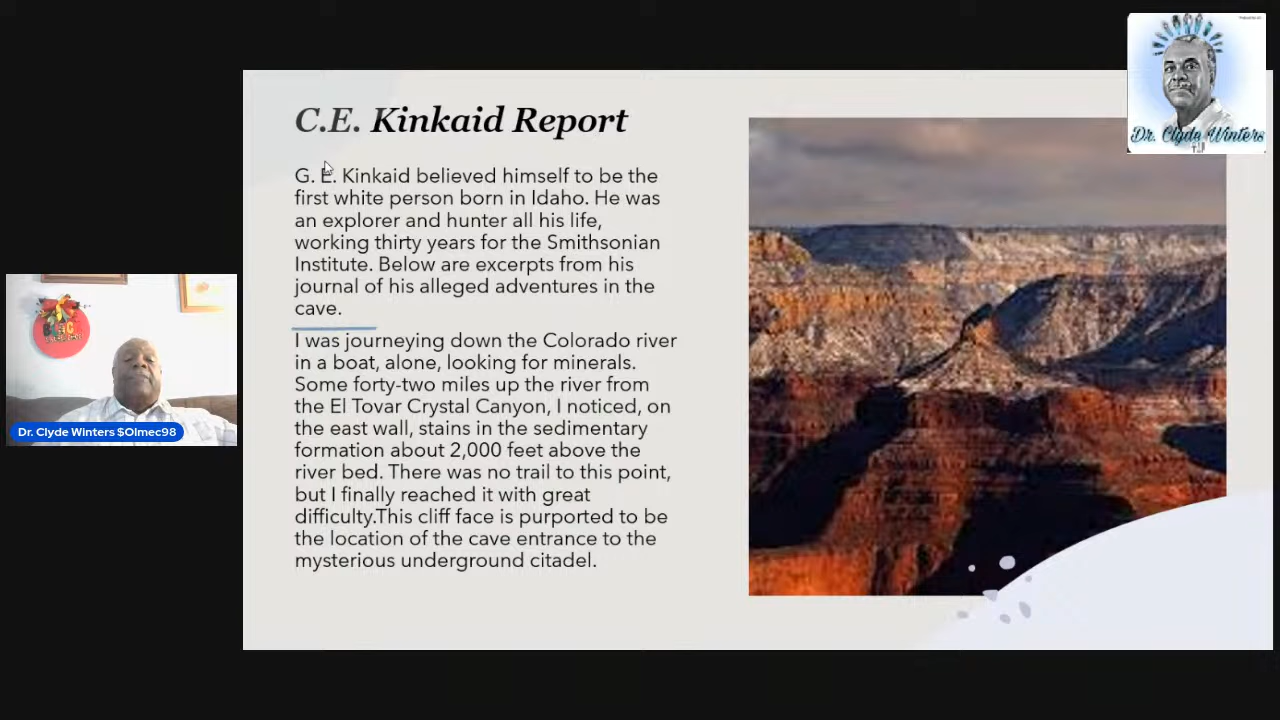 C.E. Kinkaid Report
G. E. Kinkaid believed himself to be the
first white person born in Idaho. He was
an explorer and hunter all his life,
working thirty years for the Smithsonian
Institute. Below are excerpts from his
journal of his alleged adventures in the
cave.
I was journeying down the Colorado river
in a boat, alone, looking for minerals.
Some forty-two miles up the river from
the El Tovar Crystal Canyon, I noticed, on
the east wall, stains in the sedimentary
formation about 2,000 feet above the
river bed. There was no trail to this point,
but I finally reached it with great
difficulty.This cliff face is purported to be
the location of the cave entrance to the
mysterious underground citadel.
Dr. Clyde Winters
Dr. Clyde Winters $Olmec98